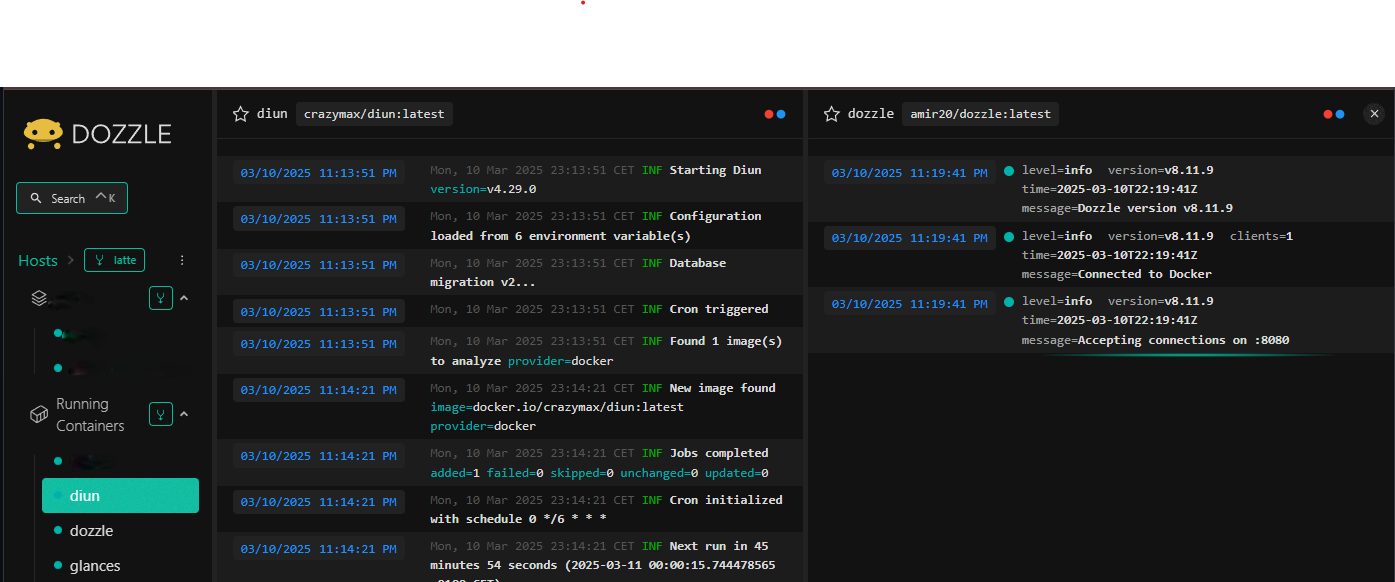 DOZZLE
Search ^ K
Hosts > latte
Running
Containers
diun
dozzle
glances
diun crazymax/diun:latest
03/10/2025 11:13:51 PM Mon, 10 Mar 2025 23:13:51 CET INF Starting Diun
version=v4.29.0
03/10/2025 11:13:51 PM Mon, 10 Mar 2025 23:13:51 CET INF Configuration
loaded from 6 environment variable(s)
03/10/2025 11:13:51 PM Mon, 10 Mar 2025 23:13:51 CET INF Database
migration v2...
03/10/2025 11:13:51 PM Mon, 10 Mar 2025 23:13:51 CET INF Cron triggered
03/10/2025 11:13:51 PM Mon, 10 Mar 2025 23:13:51 CET INF Found 1 image(s)
to analyze provider=docker
03/10/2025 11:14:21 PM Mon, 10 Mar 2025 23:14:21 CET INF New image found
image=docker.io/crazymax/diun:latest
provider=docker
03/10/2025 11:14:21 PM Mon, 10 Mar 2025 23:14:21 CET INF Jobs completed
added=1 failed=0 skipped=0 unchanged=0 updated=0
03/10/2025 11:14:21 PM Mon, 10 Mar 2025 23:14:21 CET INF Cron initialized
with schedule 0 */6 * * *
03/10/2025 11:14:21 PM Mon, 10 Mar 2025 23:14:21 CET INF Next run in 45
minutes 54 seconds (2025-03-11 00:00:15.744478565
dozzle amir20/dozzle:latest
03/10/2025 11:19:41 PM level=info version=v8.11.9
time=2025-03-10T22:19:41Z
message=Dozzle version v8.11.9
03/10/2025 11:19:41 PM level=info version=v8.11.9 clients=1
time=2025-03-10T22:19:41Z
message=Connected to Docker
03/10/2025 11:19:41 PM level=info version=v8.11.9
time=2025-03-10T22:19:41Z
message=Accepting connections on :8080